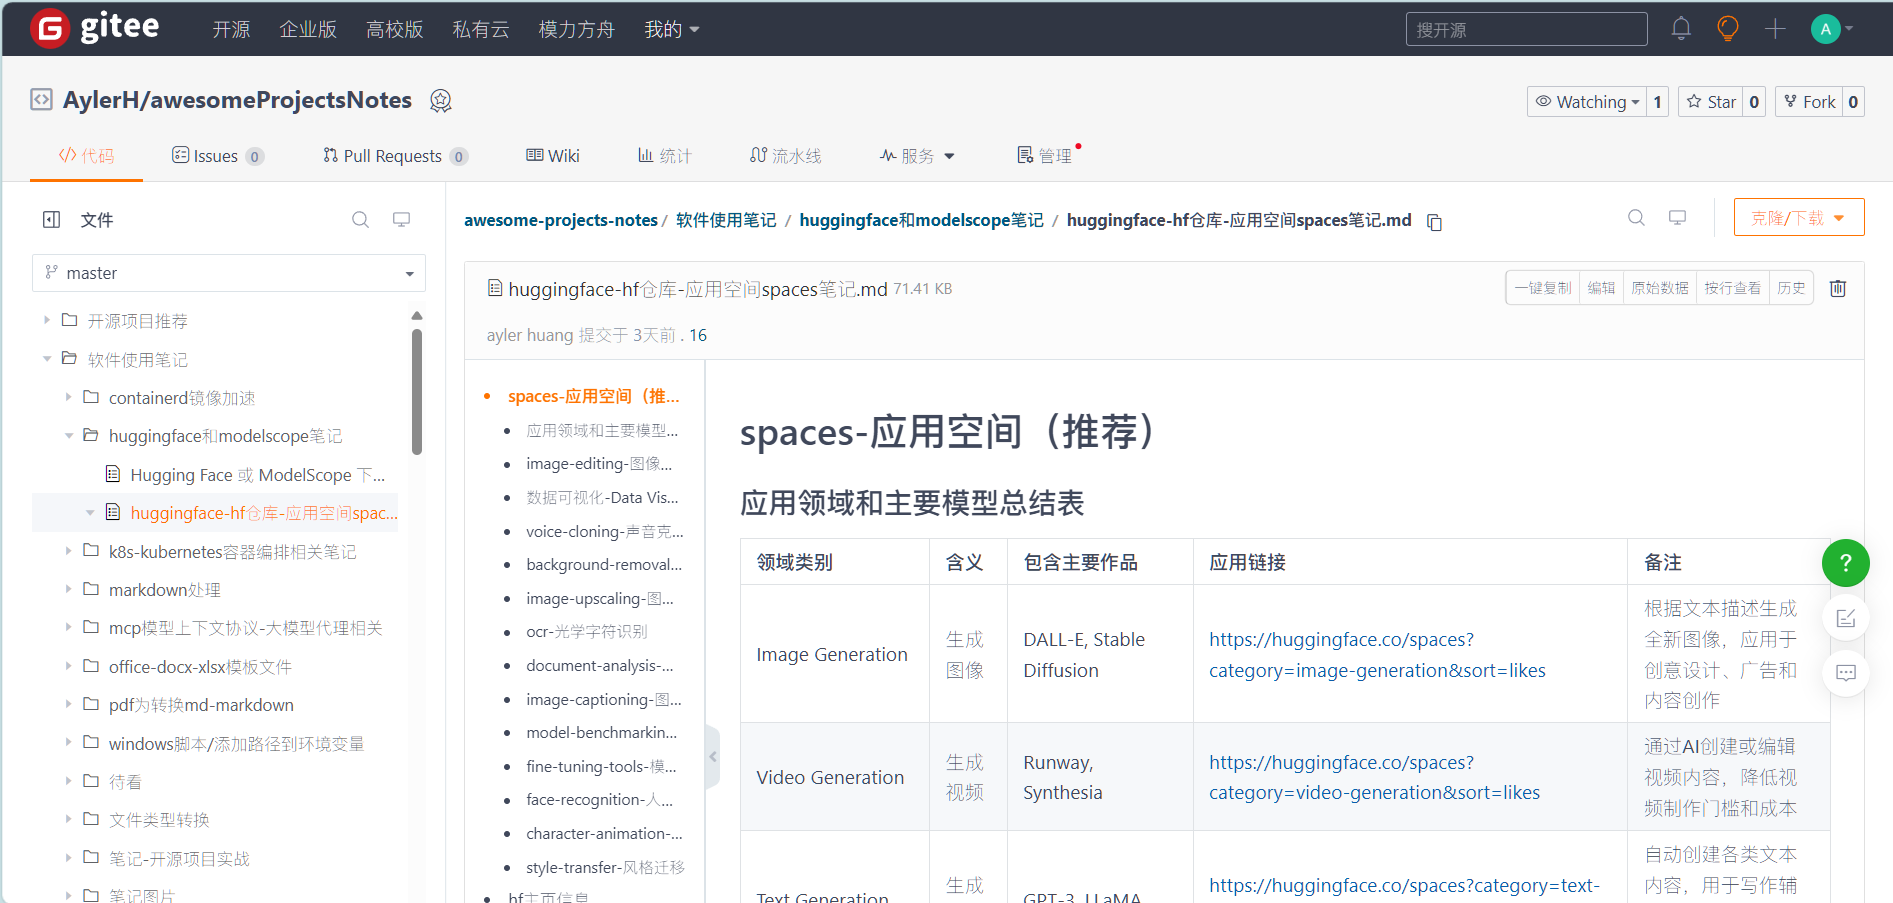 gitee
开源
企业版
高校版
私有云
模力方舟
我的
搜开源
A
AylerH/awesomeProjectsNotes
Watching 1
Star 0
Fork 0
代码
Issues 0
Pull Requests 0
Wiki
统计
流水线
服务
管理
文件
master
开源项目推荐
软件使用笔记
containerd镜像加速
huggingface和modelscope笔记
Hugging Face 或 ModelScope 下...
huggingface-hf仓库-应用空间spac...
k8s-kubernetes容器编排相关笔记
markdown处理
mcp模型上下文协议-大模型代理相关
office-docx-xlsx模板文件
pdf为转换md-markdown
windows脚本/添加路径到环境变量
待看
文件类型转换
笔记-开源项目实战
笔记图片
awesome-projects-notes / 软件使用笔记 / huggingface和modelscope笔记 / huggingface-hf仓库-应用空间spaces笔记.md
克隆/下载
huggingface-hf仓库-应用空间spaces笔记.md 71.41 KB
一键复制
编辑
原始数据
按行查看
历史
ayler huang 提交于 3天前 . 16
spaces-应用空间（推...
应用领域和主要模型...
image-editing-图像...
数据可视化-Data Vis...
voice-cloning-声音克...
background-removal...
image-upscaling-图...
ocr-光学字符识别
document-analysis-...
image-captioning-图...
model-benchmarkin...
fine-tuning-tools-模...
face-recognition-人...
character-animation-...
style-transfer-风格迁移
hf主页信息
spaces-应用空间（推荐）
应用领域和主要模型总结表
领域类别
含义
包含主要作品
应用链接
备注
Image Generation
生成
图像
DALL-E, Stable
Diffusion
https://huggingface.co/spaces?
category=image-generation&sort=likes
根据文本描述生成
全新图像，应用于
创意设计、广告和
内容创作
Video Generation
生成
视频
Runway,
Synthesia
https://huggingface.co/spaces?
category=video-generation&sort=likes
通过AI创建或编辑
视频内容，降低视
频制作门槛和成本
Text Generation
生成
GPT-3, LLaMA
https://huggingface.co/spaces?category=text-
自动创建各类文本
内容，用于写作辅
?